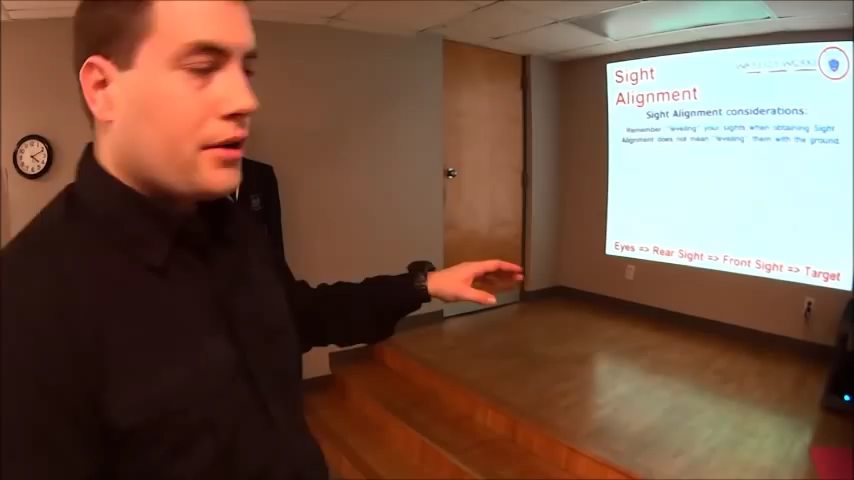 Sight
Alignment
Sight Alignment considerations:
Remember "leveling" your sights when obtaining Sight
Alignment does not mean "leveling" them with the ground.
Eyes => Rear Sight => Front Sight => Target